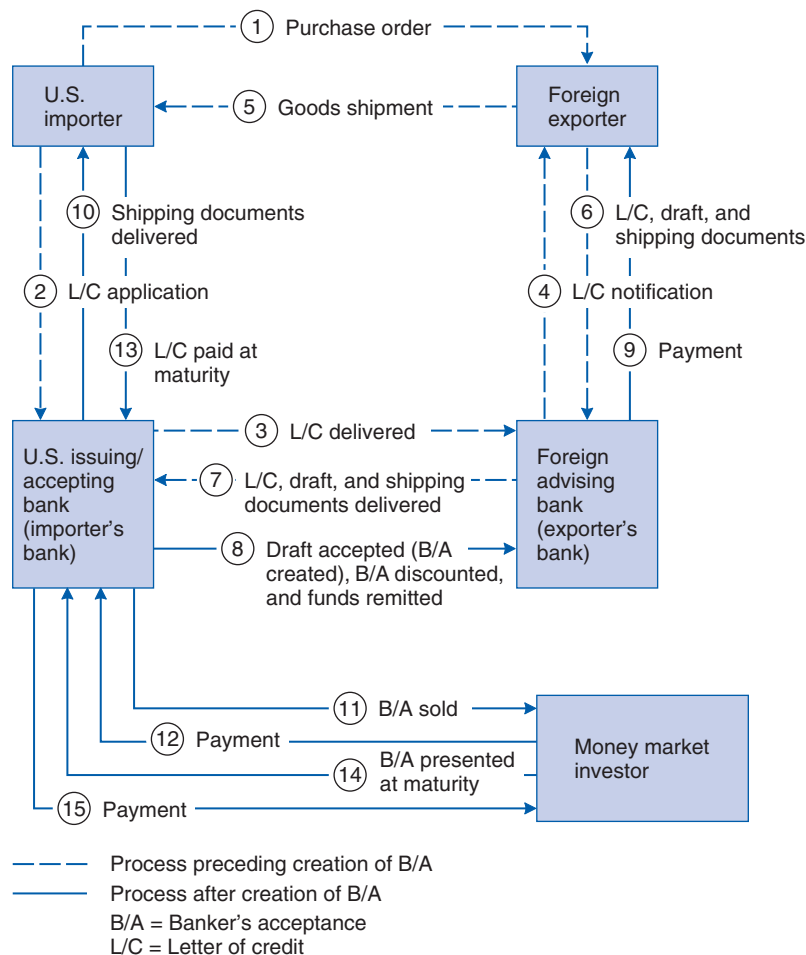 1 Purchase order
U.S.
importer
5 Goods shipment
Foreign
exporter
10 Shipping documents
delivered
6 L/C, draft, and
shipping documents
2 L/C application
4 L/C notification
13 L/C paid at
maturity
9 Payment
U.S. issuing/
accepting
bank
(importer's
bank)
3 L/C delivered
7 L/C, draft, and shipping
documents delivered
8 Draft accepted (B/A
created), B/A discounted,
and funds remitted
Foreign
advising
bank
(exporter's
bank)
11 B/A sold
12 Payment
14 B/A presented
at maturity
15 Payment
Money market
investor
Process preceding creation of B/A
Process after creation of B/A
B/A = Banker's acceptance
L/C = Letter of credit